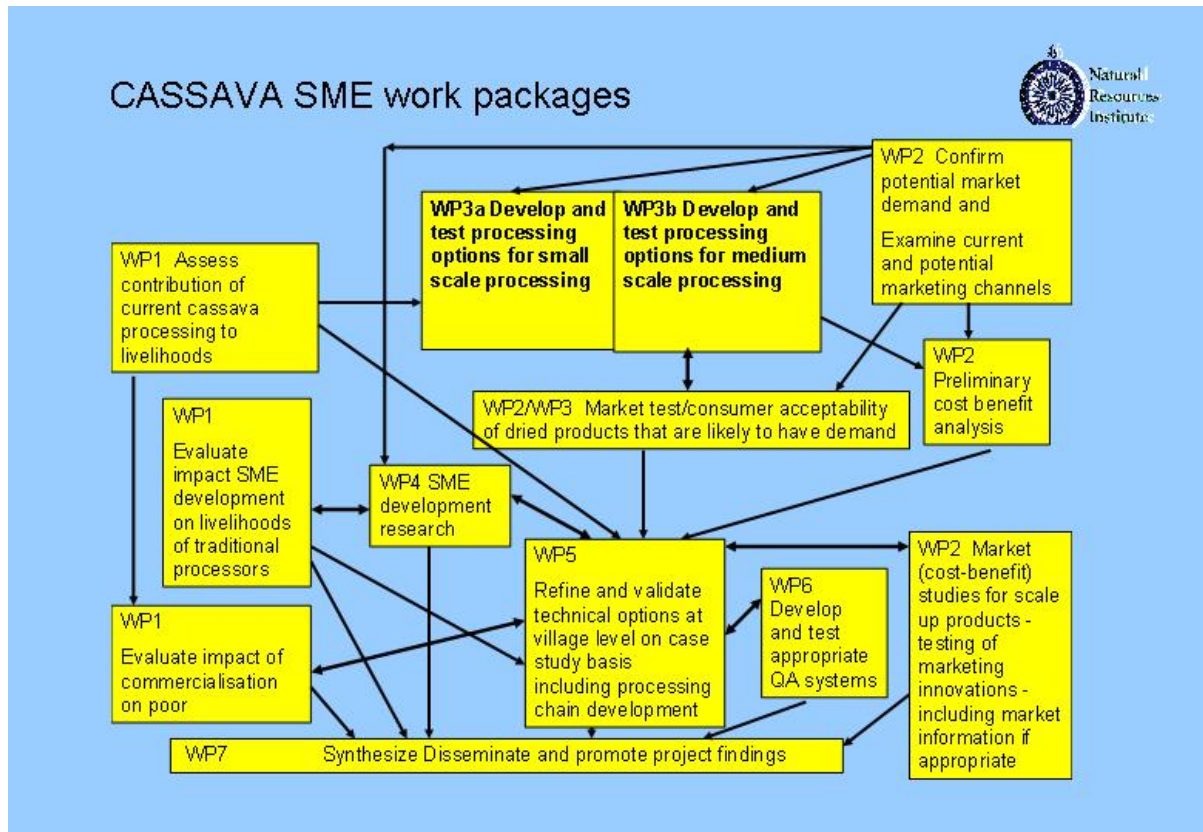 CASSAVA SME work packages
Natural
Resources
Institute
WP2 Confirm
potential market
demand and
Examine current
and potential
marketing channels
WP3a Develop and
test processing
options for small
scale processing
WP3b Develop and
test processing
options for medium
scale processing
WP1 Assess
contribution of
current cassava
processing to
livelihoods
WP2
Preliminary
cost benefit
analysis
WP2/WP3 Market test/consumer acceptability
of dried products that are likely to have demand
WP1
Evaluate
impact SME
development
on livelihoods
of traditional
processors
WP4 SME
development
research
WP5
Refine and validate
technical options at
village level on case
study basis
including processing
chain development
WP6
Develop
and test
appropriate
QA systems
WP2 Market
(cost-benefit)
studies for scale
up products -
testing of
marketing
innovations -
including market
information if
appropriate
WP1
Evaluate impact of
commercialisation
on poor
WP7 Synthesize Disseminate and promote project findings